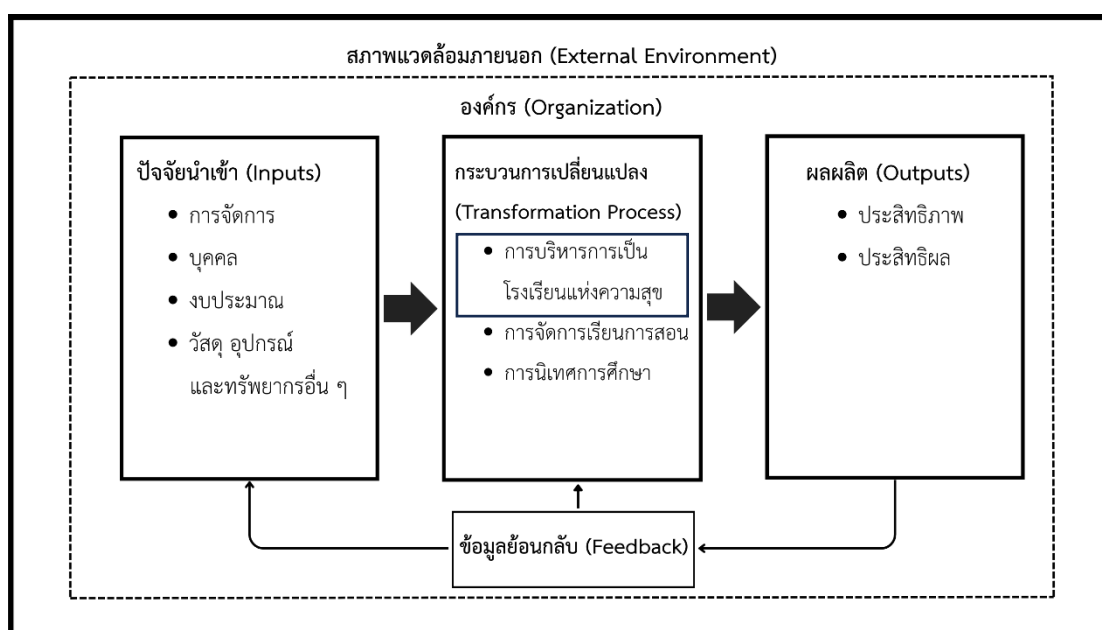 สภาพแวดล้อมภายนอก (External Environment)
องค์กร (Organization)
ปัจจัยนำเข้า (Inputs)
• การจัดการ
• บุคคล
• งบประมาณ
• วัสดุ อุปกรณ์
และทรัพยากรอื่น ๆ
กระบวนการเปลี่ยนแปลง
(Transformation Process)
• การบริหารการเป็น
โรงเรียนแห่งความสุข
• การจัดการเรียนการสอน
• การนิเทศการศึกษา
ผลผลิต (Outputs)
• ประสิทธิภาพ
• ประสิทธิผล
ข้อมูลย้อนกลับ (Feedback)